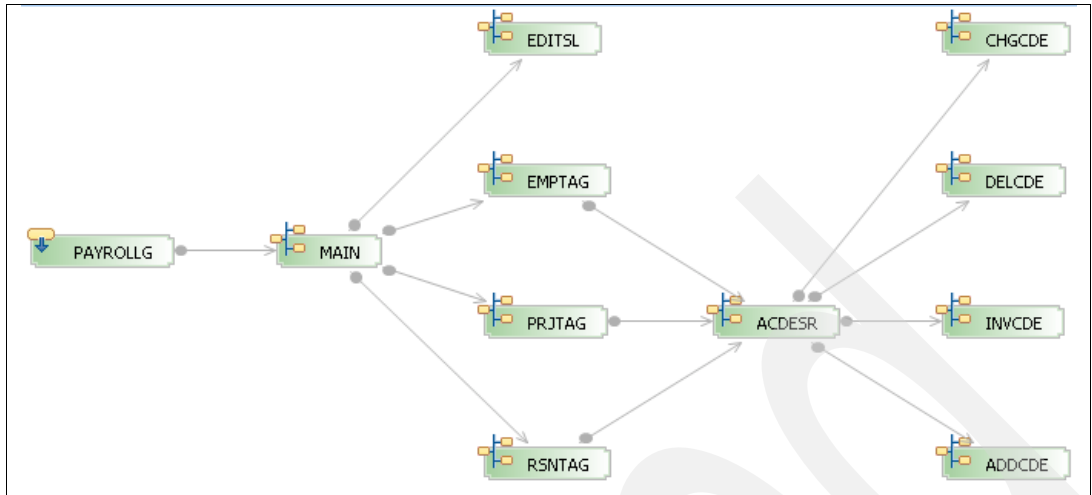 EDITSL
CHGCDE
EMPTAG
DELCDE
PAYROLLG
MAIN
PRJTAG
ACDESR
INVCDE
RSNTAG
ADDCDE